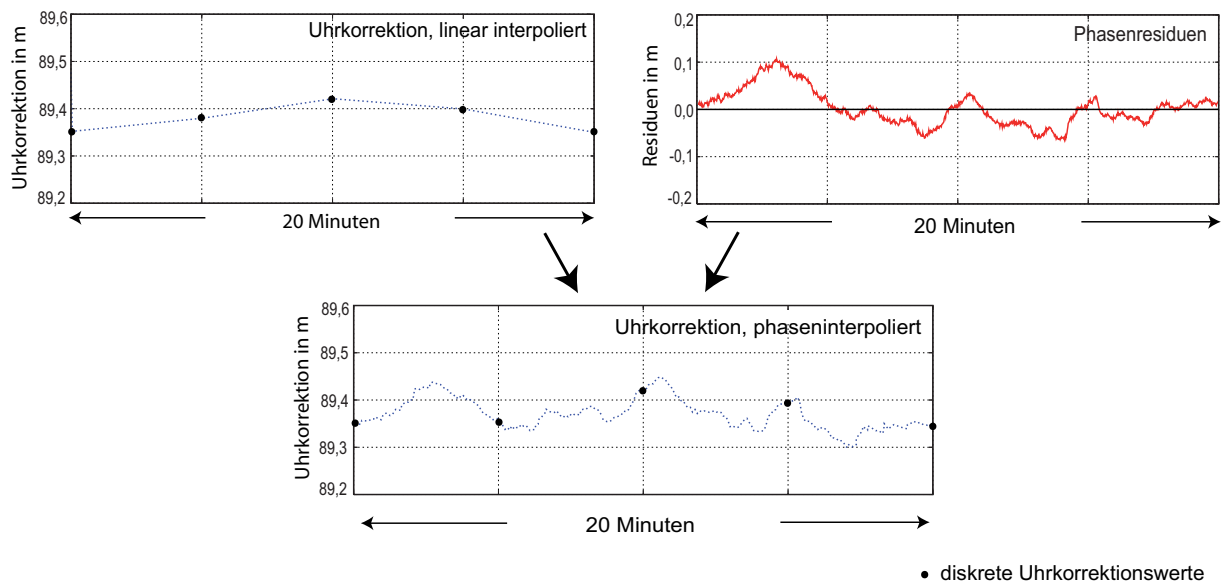 89,6
89,5
89,4
89,3
89,2
Uhrkorrektion in m
Uhrkorrektion, linear interpoliert
20 Minuten
0,2
0,1
0,0
-0,1
-0,2
Residuen in m
Phasenresiduen
20 Minuten
89,6
89,5
89,4
89,3
89,2
Uhrkorrektion in m
Uhrkorrektion, phaseninterpoliert
20 Minuten
diskrete Uhrkorrektionswerte